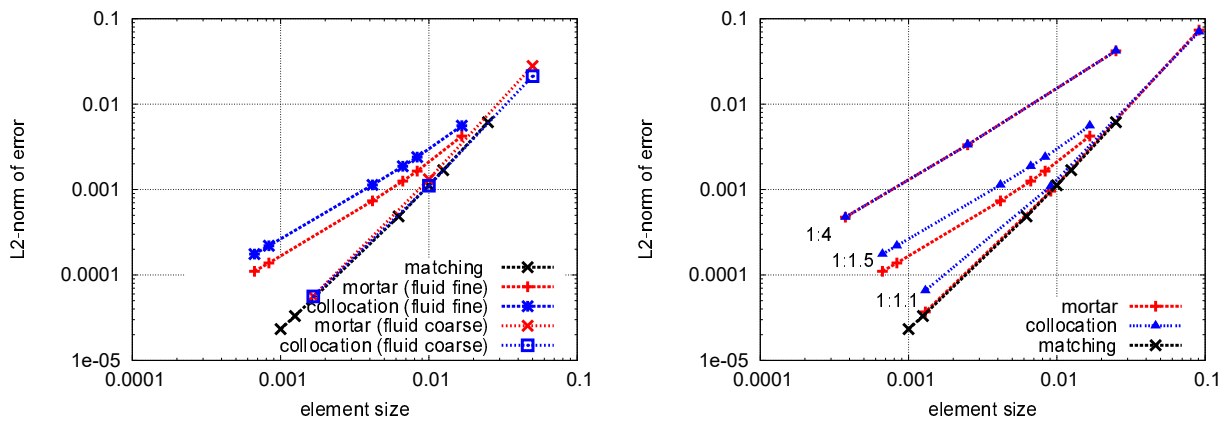 0.1
0.01
0.001
0.0001
1e-05
L2-norm of error
0.0001
0.001
0.01
0.1
element size
matching
mortar (fluid fine)
collocation (fluid fine)
mortar (fluid coarse)
collocation (fluid coarse)
0.1
0.01
0.001
0.0001
1e-05
L2-norm of error
0.0001
0.001
0.01
0.1
element size
1:4
1:1.5
1:1.1
mortar
collocation
matching